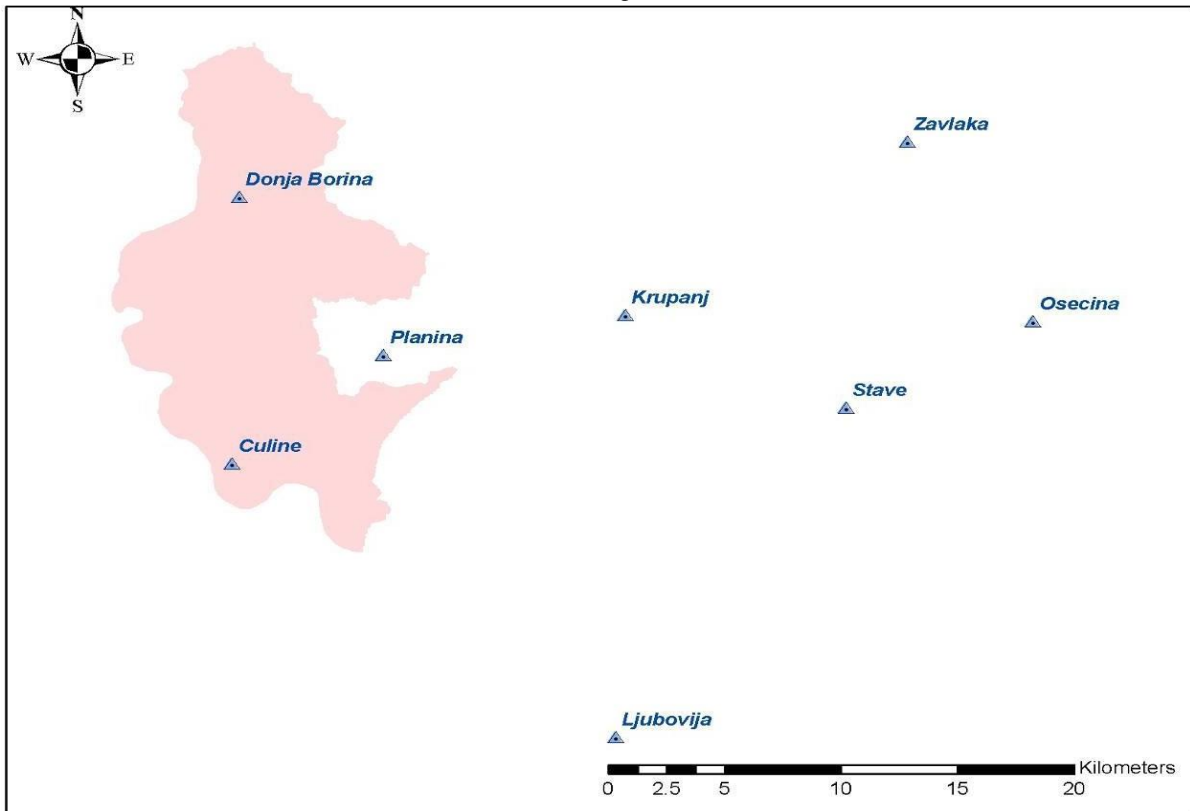 N
W E
S
Zavlaka
Donja Borina
Krupanj
Osecina
Planina
Stave
Culine
Ljubovija
Kilometers
0 2.5 5 10 15 20